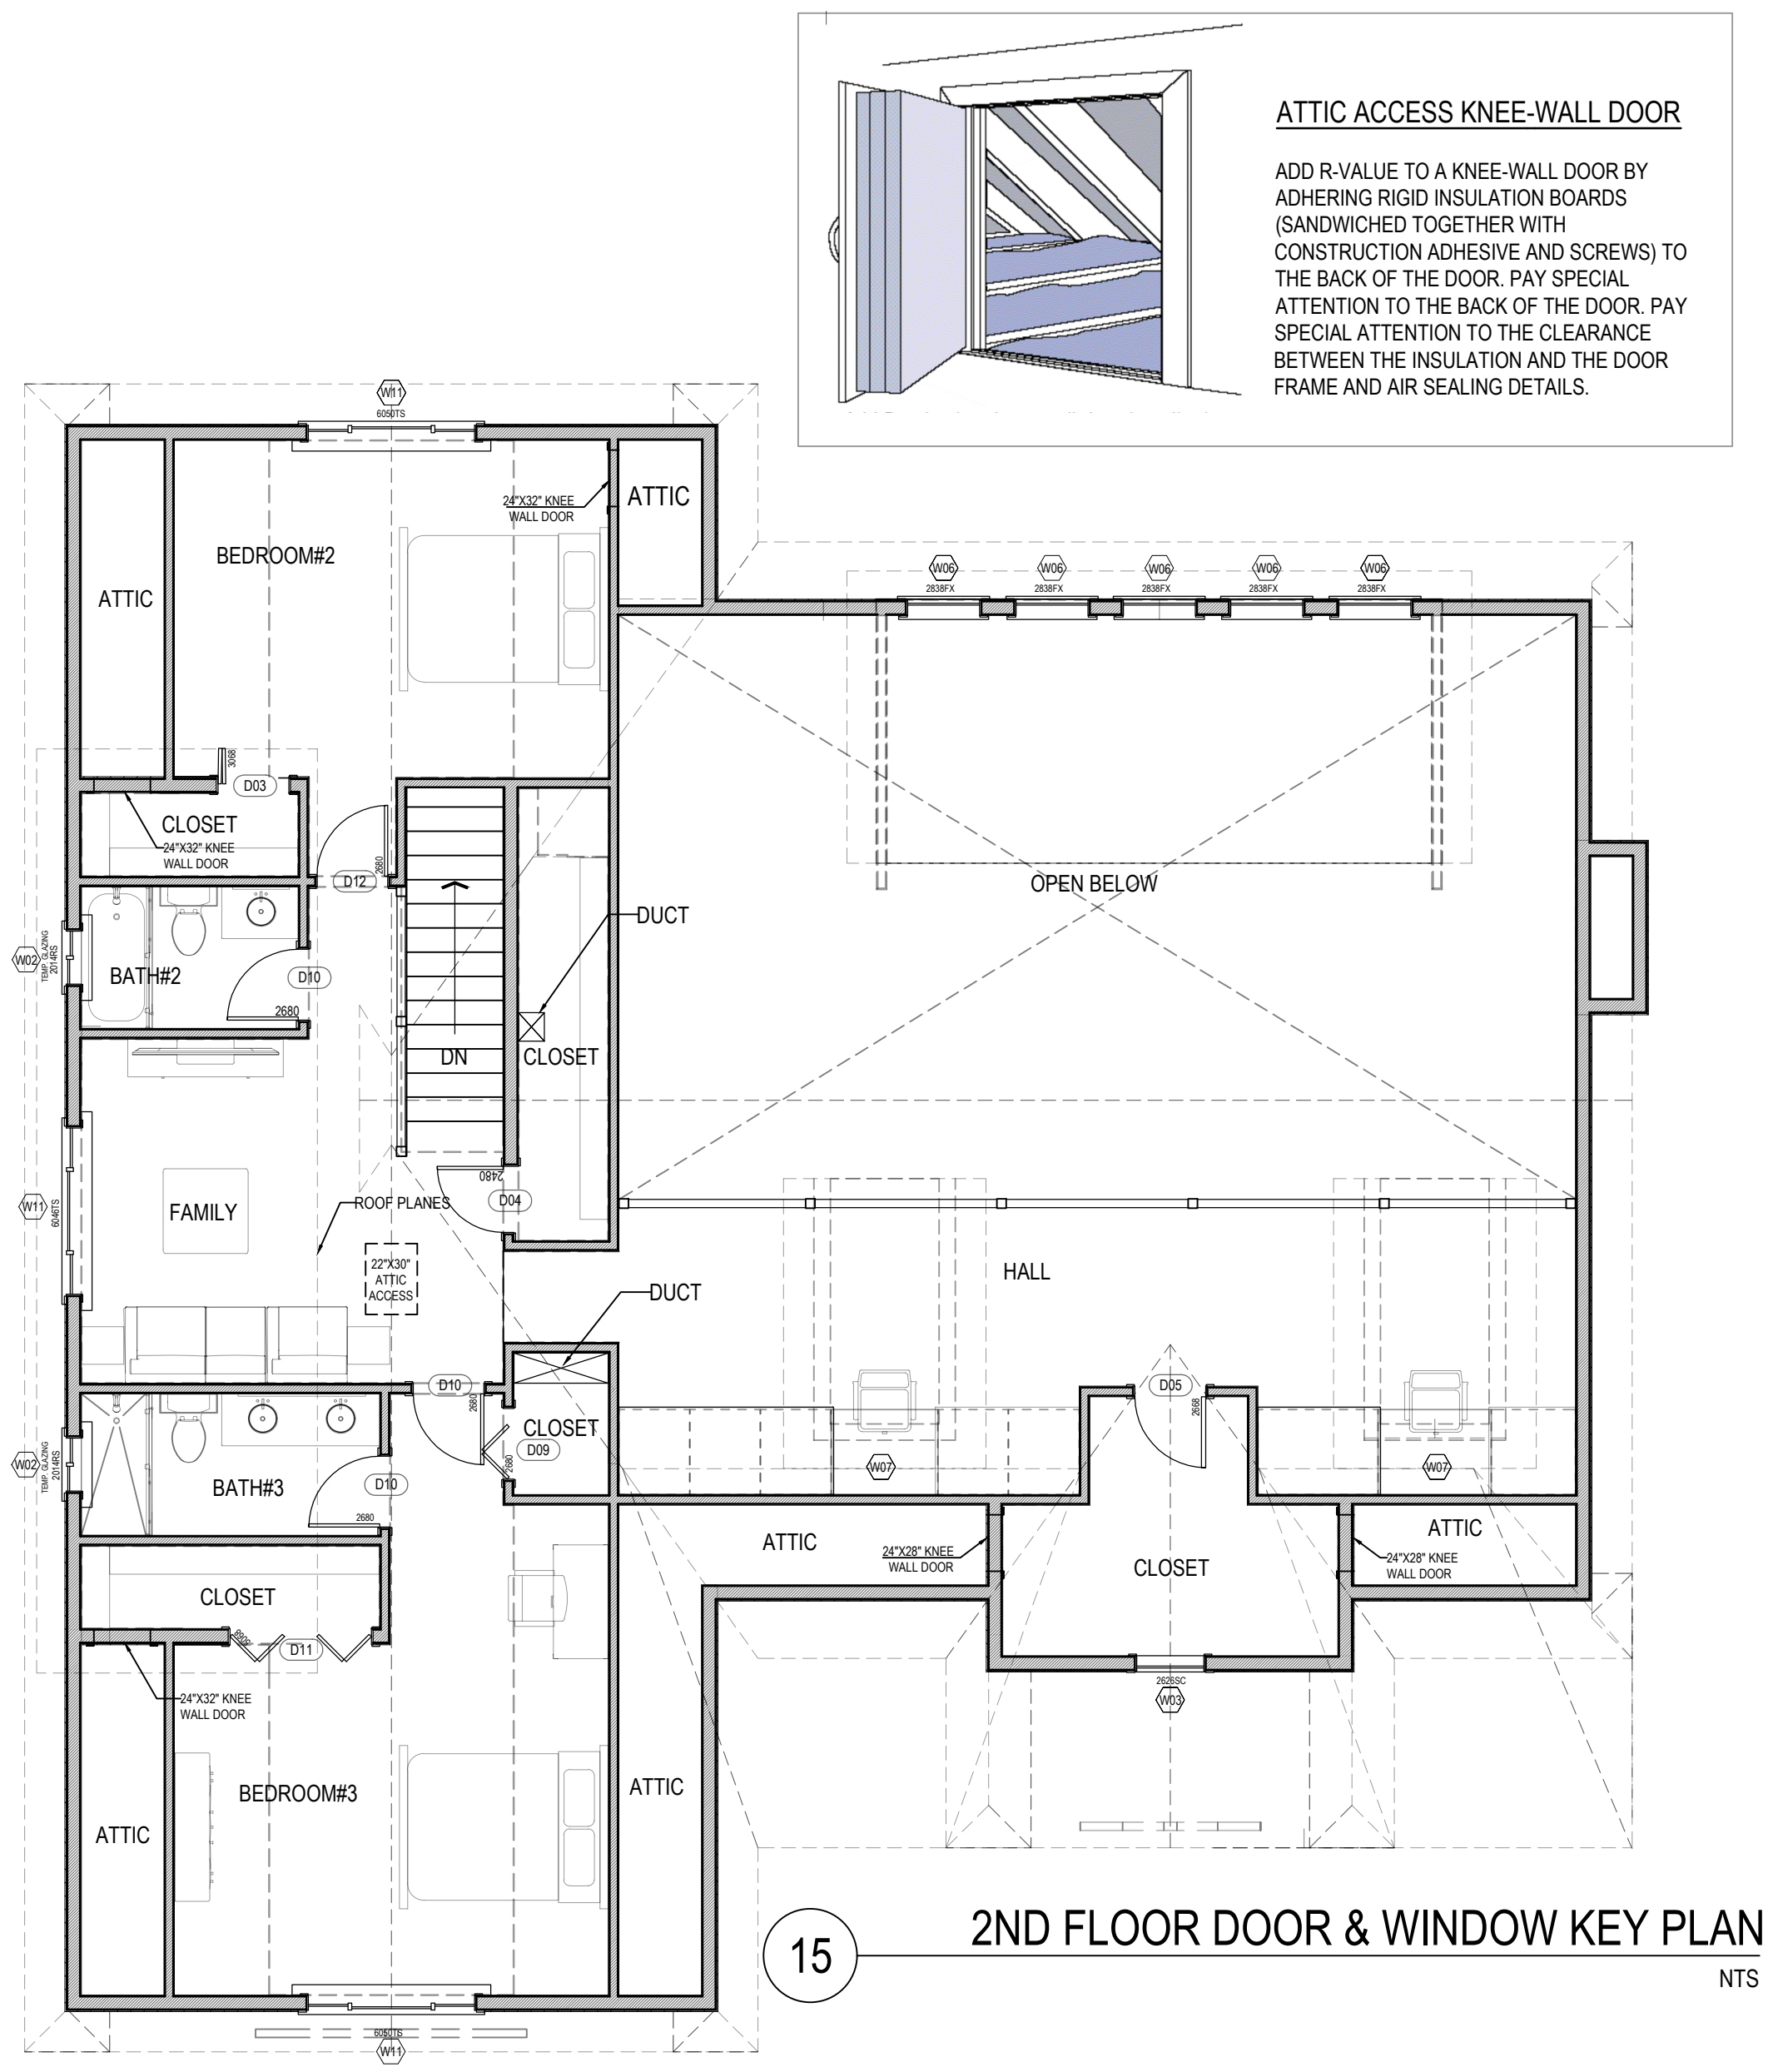 ATTIC ACCESS KNEE-WALL DOOR
ADD R-VALUE TO A KNEE-WALL DOOR BY
ADHERING RIGID INSULATION BOARDS
(SANDWICHED TOGETHER WITH
CONSTRUCTION ADHESIVE AND SCREWS) TO
THE BACK OF THE DOOR. PAY SPECIAL
ATTENTION TO THE BACK OF THE DOOR. PAY
SPECIAL ATTENTION TO THE CLEARANCE
BETWEEN THE INSULATION AND THE DOOR
FRAME AND AIR SEALING DETAILS.
W11
6050TS
24"X32" KNEE
WALL DOOR
ATTIC
BEDROOM#2
ATTIC
W06
W06
W06
W06
W06
2838FX
2838FX
2838FX
2838FX
2838FX
3068
D03
CLOSET
24"X32" KNEE
WALL DOOR
2680
D12
OPEN BELOW
DUCT
W02
TEMP. GLAZING
2014RS
BATH#2
D10
2680
DN
CLOSET
2480
D04
W11
6046TS
FAMILY
ROOF PLANES
22"X30"
ATTIC
ACCESS
HALL
DUCT
D10
2680
D05
2668
CLOSET
D09
2680
W02
TEMP. GLAZING
2014RS
BATH#3
D10
2680
W07
W07
ATTIC
24"X28" KNEE
WALL DOOR
CLOSET
ATTIC
24"X28" KNEE
WALL DOOR
CLOSET
5068
D11
24"X32" KNEE
WALL DOOR
2626SC
W03
BEDROOM#3
ATTIC
ATTIC
15
2ND FLOOR DOOR & WINDOW KEY PLAN
NTS
6050TS
W11